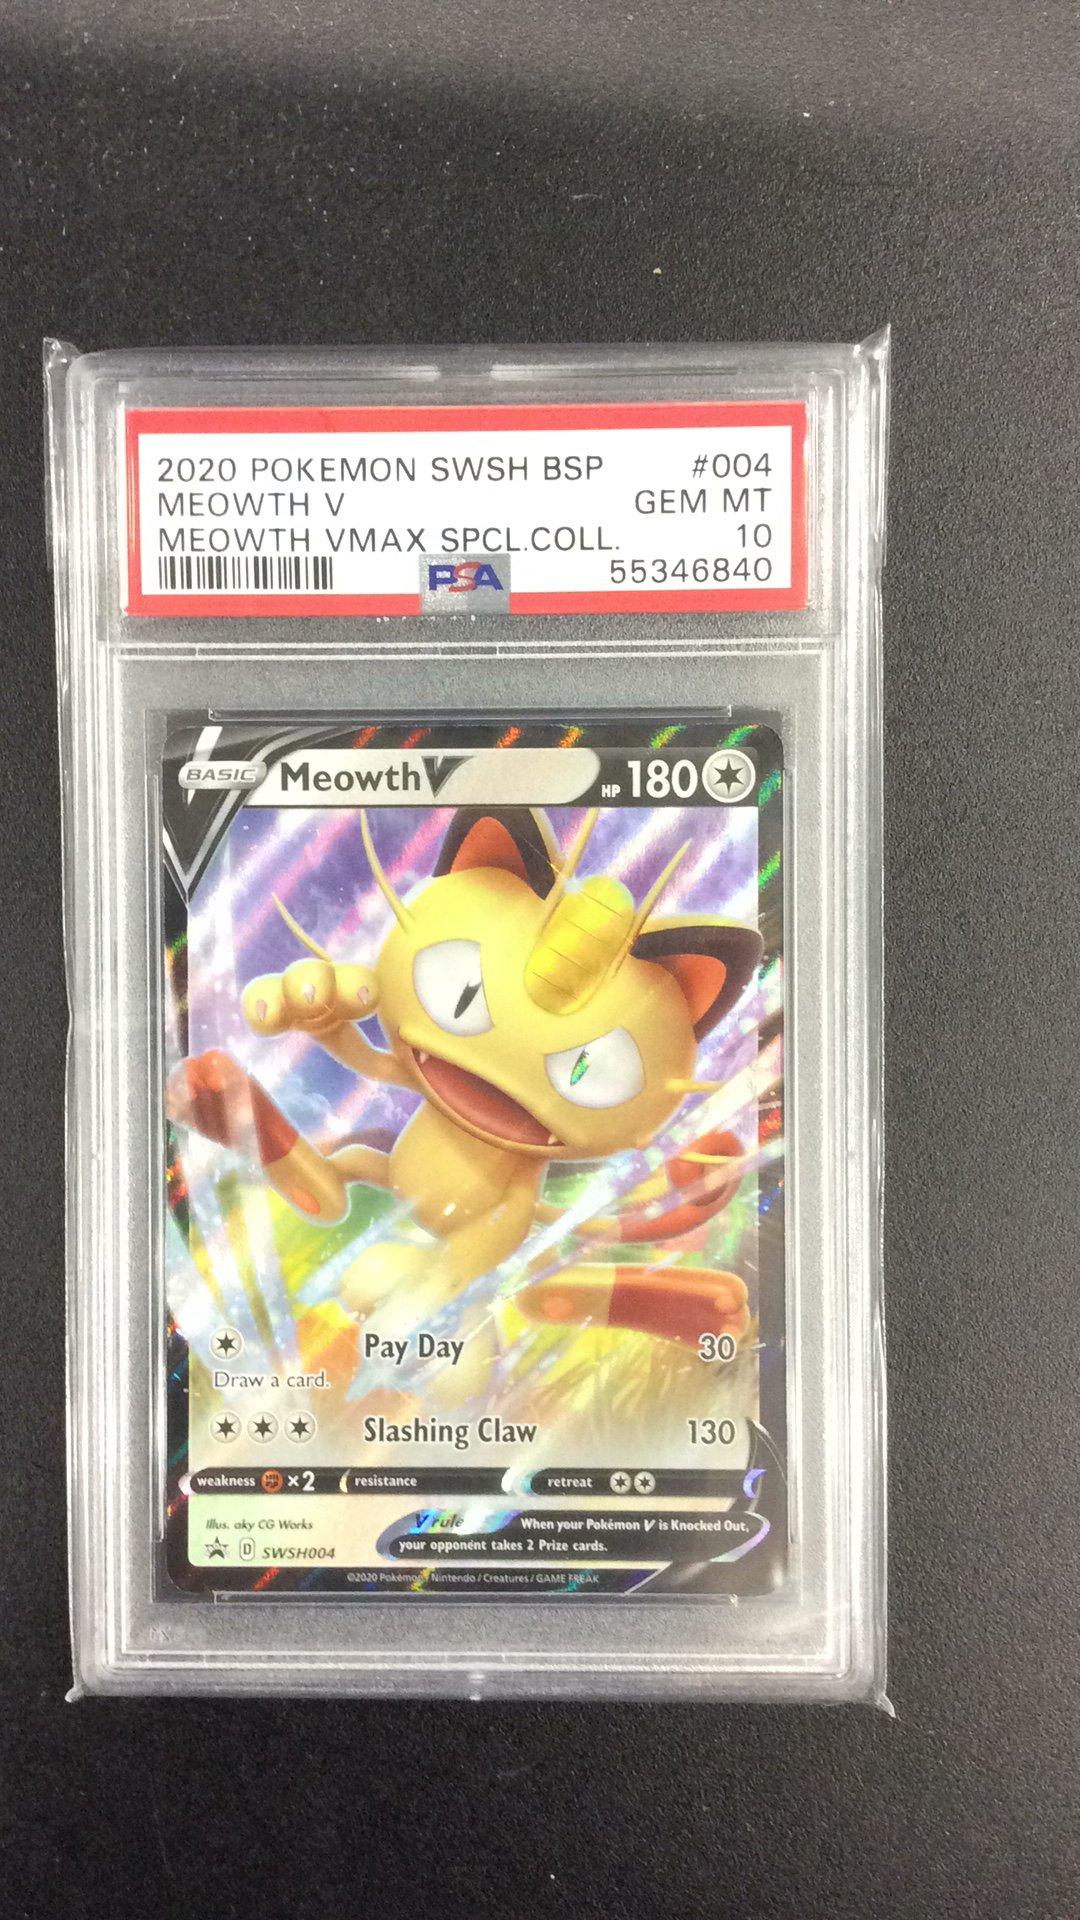 2020 POKEMON SWSH BSP #004
MEOWTH V GEM MT
MEOWTH VMAX SPCL.COLL. 10
PSA 55346840
BASIC Meowth V HP 180
Pay Day 30
Draw a card.
Slashing Claw 130
weakness ×2 resistance retreat
Illus. aky CG Works
V rule When your Pokémon V is Knocked Out,
your opponent takes 2 Prize cards.
D SWSH004
©2020 Pokémon / Nintendo / Creatures / GAME FREAK